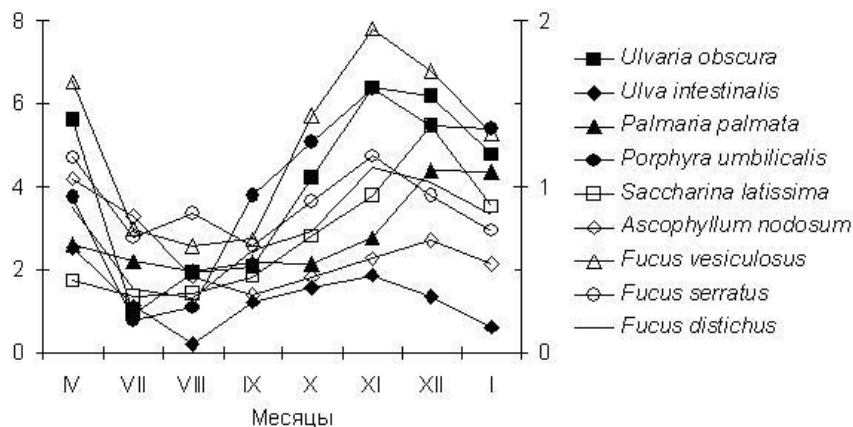 8
6
4
2
0
2
1
0
IV VII VIII IX X XI XII I
Месяцы
Ulvaria obscura
Ulva intestinalis
Palmaria palmata
Porphyra umbilicalis
Saccharina latissima
Ascophyllum nodosum
Fucus vesiculosus
Fucus serratus
Fucus distichus